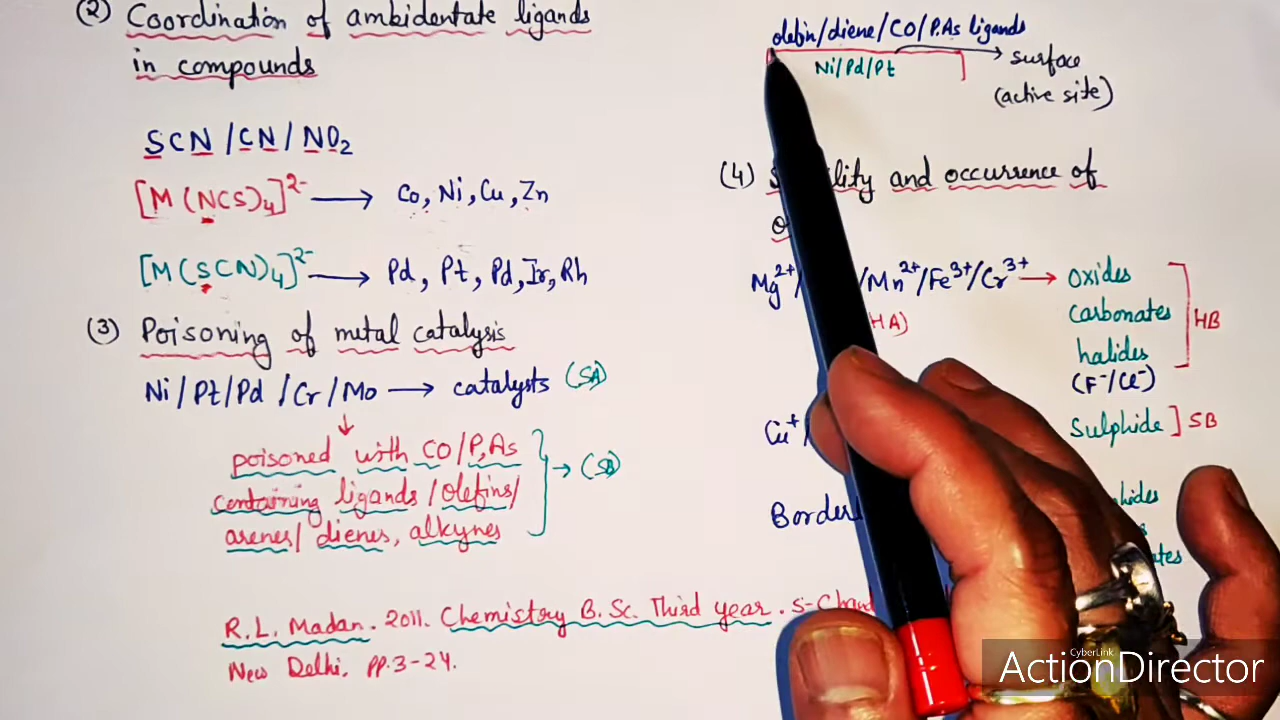 (2) Coordination of ambidentate ligands
in compounds
SCN / CN / NO2
[M(NCS)4]2- → Co, Ni, Cu, Zn
[M(SCN)4]2- → Pd, Pt, Pd, Ir, Rh
(3) Poisoning of metal catalysis
Ni / Pt / Pd / Cr / Mo → catalysts (SA)
↓
poisoned with CO / P, As
containing ligands / olefins /
arenes / dienes, alkynes
→ (SB)
R.L. Madan. 2011. Chemistry B.Sc. Third year. S-Chand
New Delhi. pp.3-24.
olefin/diene/CO/P.As ligands
Ni/Pd/Pt → surface
(active site)
(4) and occurrence of
Mg2+/ /Mn2+/Fe3+/Cr3+ → oxides
carbonates HB
HA)
halides
(F-/Cl-)
Cu+/ Sulphide ] SB